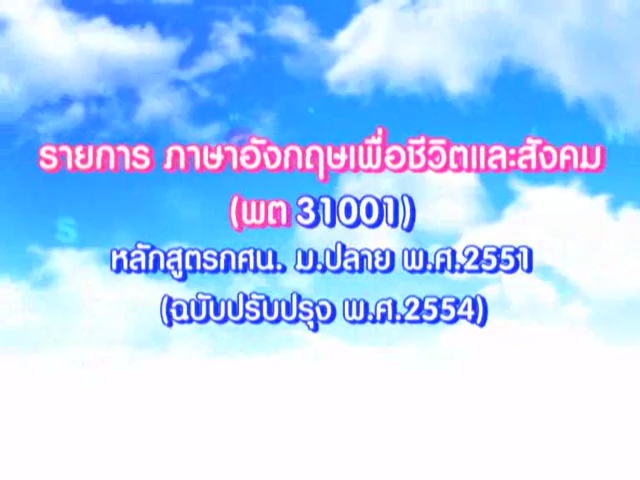 รายการ ภาษาอังกฤษเพื่อชีวิตและสังคม
(พต 31001)
หลักสูตรกศน. ม.ปลาย พ.ศ.2551
(ฉบับปรับปรุง พ.ศ.2554)